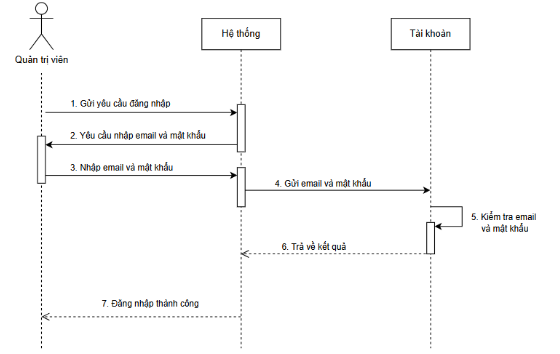 Hệ thống
Tài khoản
Quản trị viên
1. Gửi yêu cầu đăng nhập
2. Yêu cầu nhập email và mật khẩu
3. Nhập email và mật khẩu
4. Gửi email và mật khẩu
5. Kiểm tra email
và mật khẩu
6. Trả về kết quả
7. Đăng nhập thành công